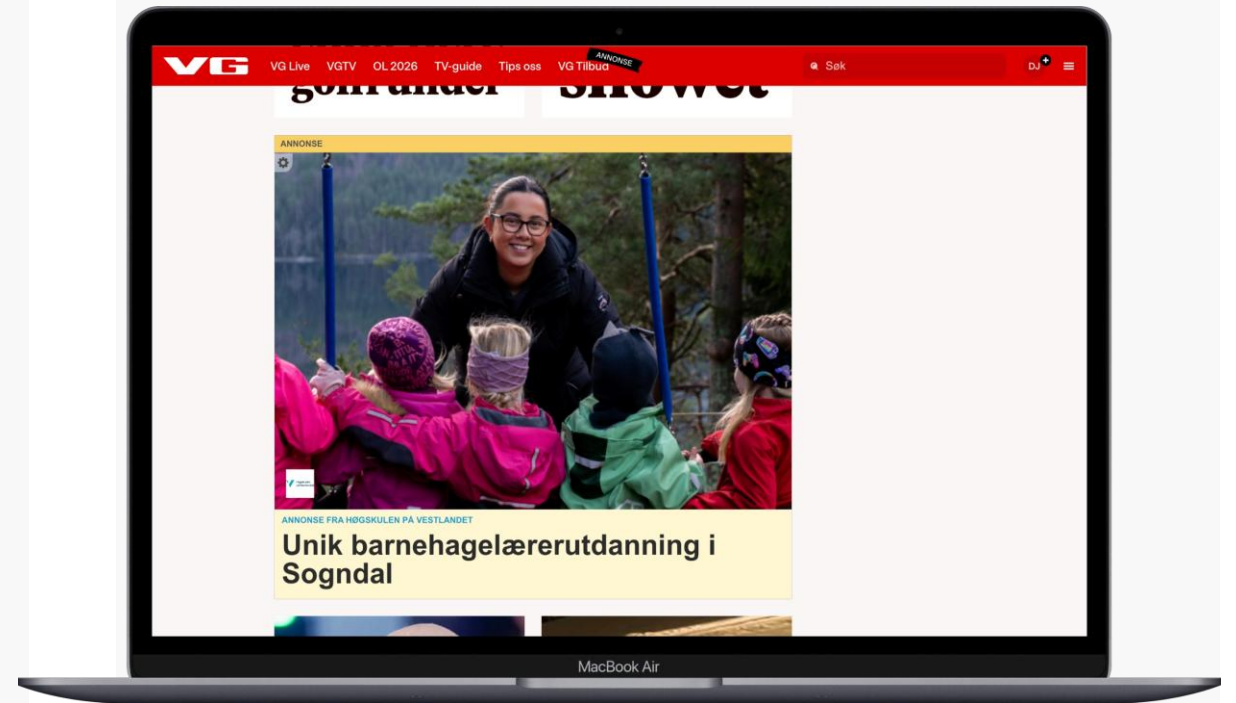 VG
VG Live VGTV OL 2026 TV-guide Tips oss VG Tilbud ANNONSE Søk DJ
ANNONSE
ANNONSE FRA HØGSKULEN PÅ VESTLANDET
Unik barnehagelærerutdanning i
Sogndal
MacBook Air